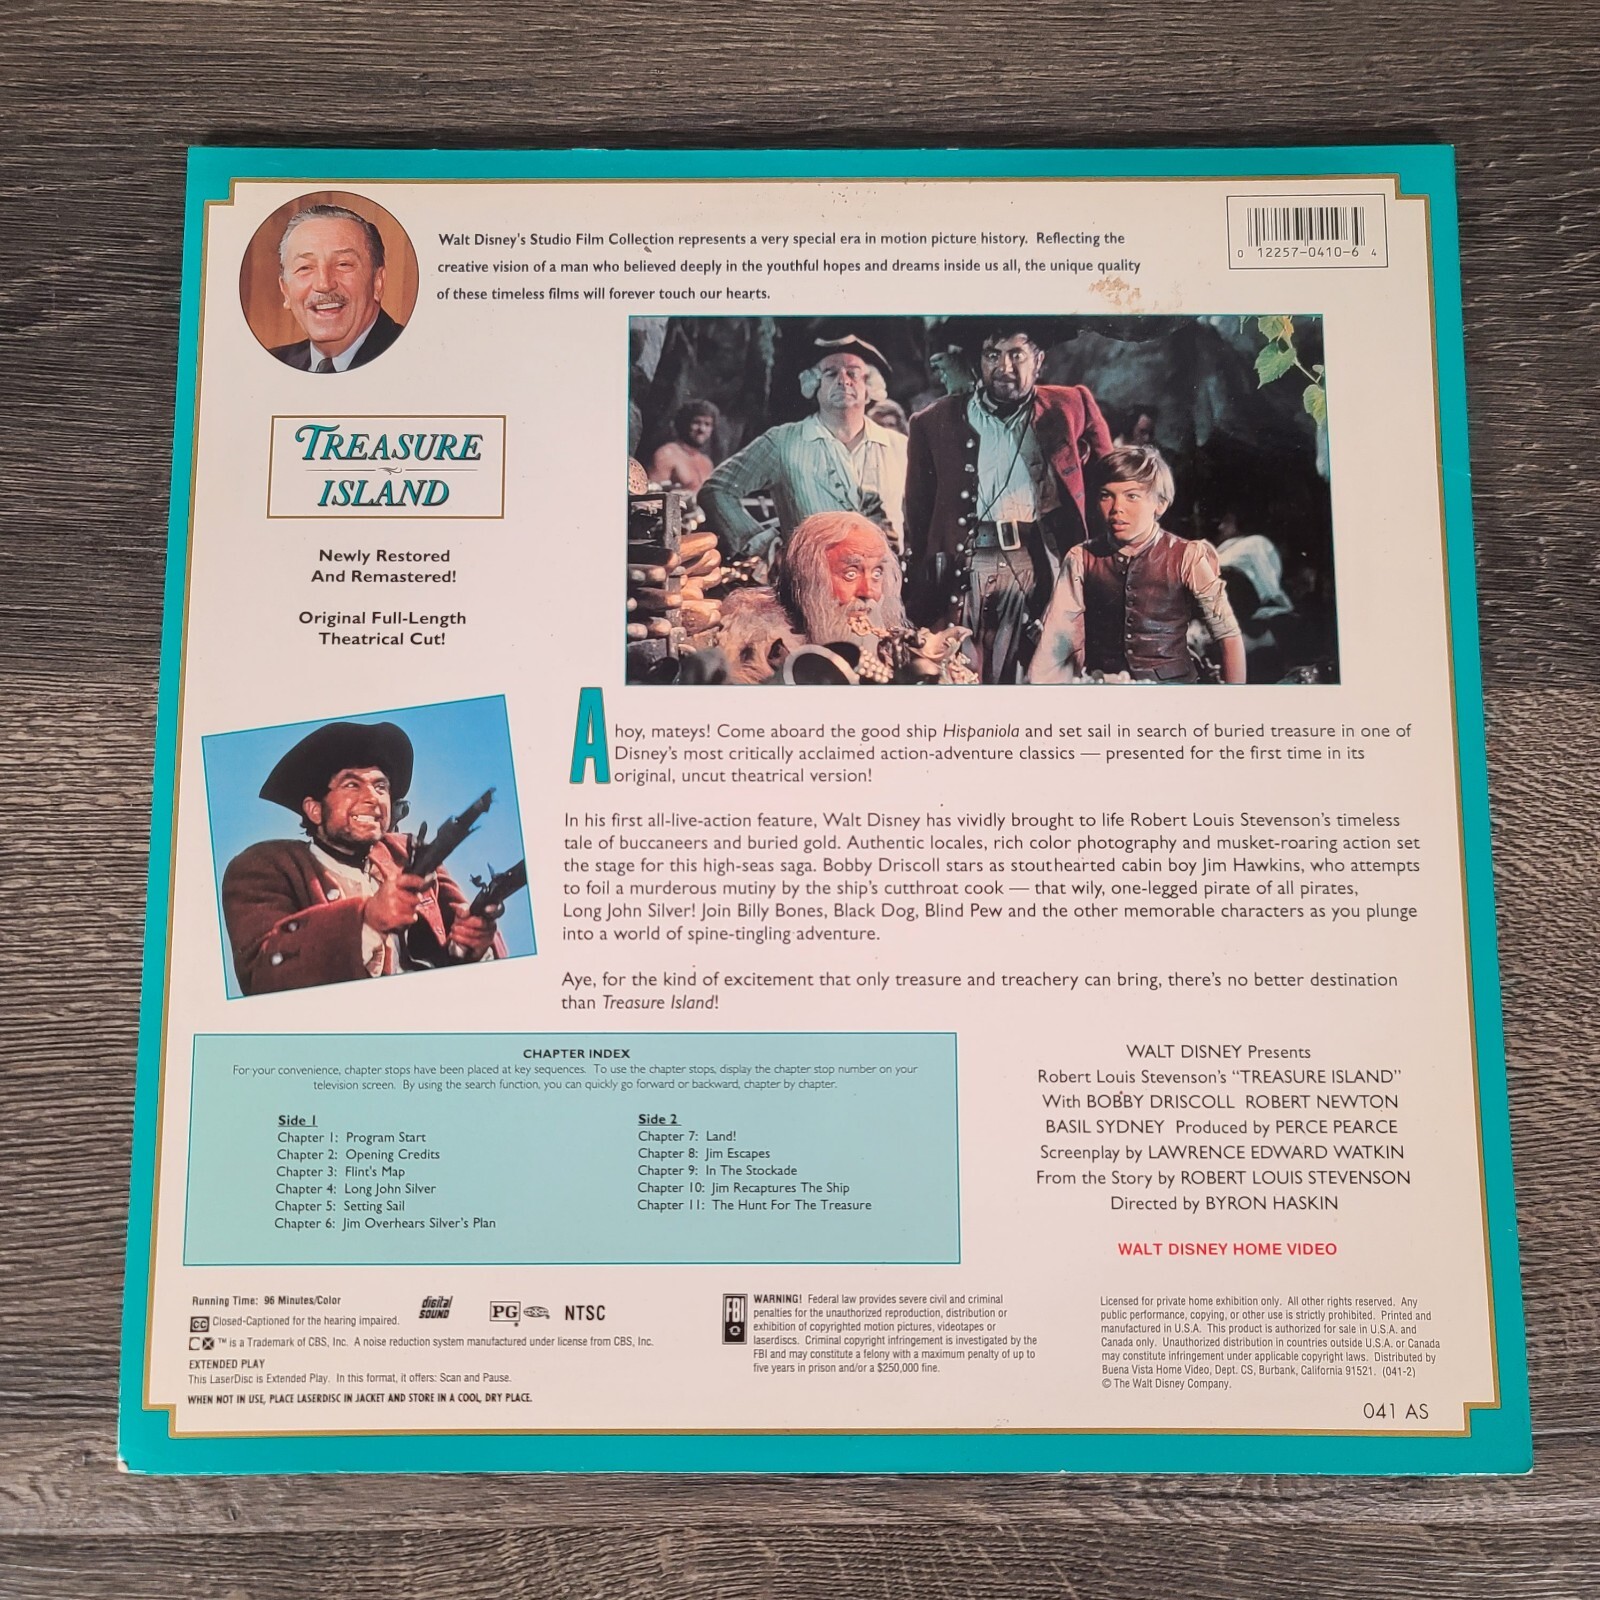 Walt Disney's Studio Film Collection represents a very special era in motion picture history. Reflecting the
creative vision of a man who believed deeply in the youthful hopes and dreams inside us all, the unique quality
of these timeless films will forever touch our hearts.
0 12257-0410-6 4
TREASURE
ISLAND
Newly Restored
And Remastered!
Original Full-Length
Theatrical Cut!
Ahoy, mateys! Come aboard the good ship Hispaniola and set sail in search of buried treasure in one of
Disney's most critically acclaimed action-adventure classics — presented for the first time in its
original, uncut theatrical version!
In his first all-live-action feature, Walt Disney has vividly brought to life Robert Louis Stevenson's timeless
tale of buccaneers and buried gold. Authentic locales, rich color photography and musket-roaring action set
the stage for this high-seas saga. Bobby Driscoll stars as stouthearted cabin boy Jim Hawkins, who attempts
to foil a murderous mutiny by the ship's cutthroat cook — that wily, one-legged pirate of all pirates,
Long John Silver! Join Billy Bones, Black Dog, Blind Pew and the other memorable characters as you plunge
into a world of spine-tingling adventure.
Aye, for the kind of excitement that only treasure and treachery can bring, there's no better destination
than Treasure Island!
CHAPTER INDEX
For your convenience, chapter stops have been placed at key sequences. To use the chapter stops, display the chapter stop number on your
television screen. By using the search function, you can quickly go forward or backward, chapter by chapter.
Side 1
Chapter 1: Program Start
Chapter 2: Opening Credits
Chapter 3: Flint's Map
Chapter 4: Long John Silver
Chapter 5: Setting Sail
Chapter 6: Jim Overhears Silver's Plan
Side 2
Chapter 7: Land!
Chapter 8: Jim Escapes
Chapter 9: In The Stockade
Chapter 10: Jim Recaptures The Ship
Chapter 11: The Hunt For The Treasure
WALT DISNEY Presents
Robert Louis Stevenson's "TREASURE ISLAND"
With BOBBY DRISCOLL ROBERT NEWTON
BASIL SYDNEY Produced by PERCE PEARCE
Screenplay by LAWRENCE EDWARD WATKIN
From the Story by ROBERT LOUIS STEVENSON
Directed by BYRON HASKIN
WALT DISNEY HOME VIDEO
Running Time: 96 Minutes/Color
digital
SOUND
PG
NTSC
CC Closed-Captioned for the hearing impaired.
CX ™ is a Trademark of CBS, Inc. A noise reduction system manufactured under license from CBS, Inc.
EXTENDED PLAY
This LaserDisc is Extended Play. In this format, it offers: Scan and Pause.
WHEN NOT IN USE, PLACE LASERDISC IN JACKET AND STORE IN A COOL, DRY PLACE.
FBI
WARNING! Federal law provides severe civil and criminal
penalties for the unauthorized reproduction, distribution or
exhibition of copyrighted motion pictures, videotapes or
laserdiscs. Criminal copyright infringement is investigated by the
FBI and may constitute a felony with a maximum penalty of up to
five years in prison and/or a $250,000 fine.
Licensed for private home exhibition only. All other rights reserved. Any
public performance, copying, or other use is strictly prohibited. Printed and
manufactured in U.S.A. This product is authorized for sale in U.S.A. and
Canada only. Unauthorized distribution in countries outside U.S.A. or Canada
may constitute infringement under applicable copyright laws. Distributed by
Buena Vista Home Video, Dept. CS, Burbank, California 91521. (041-2)
© The Walt Disney Company.
041 AS